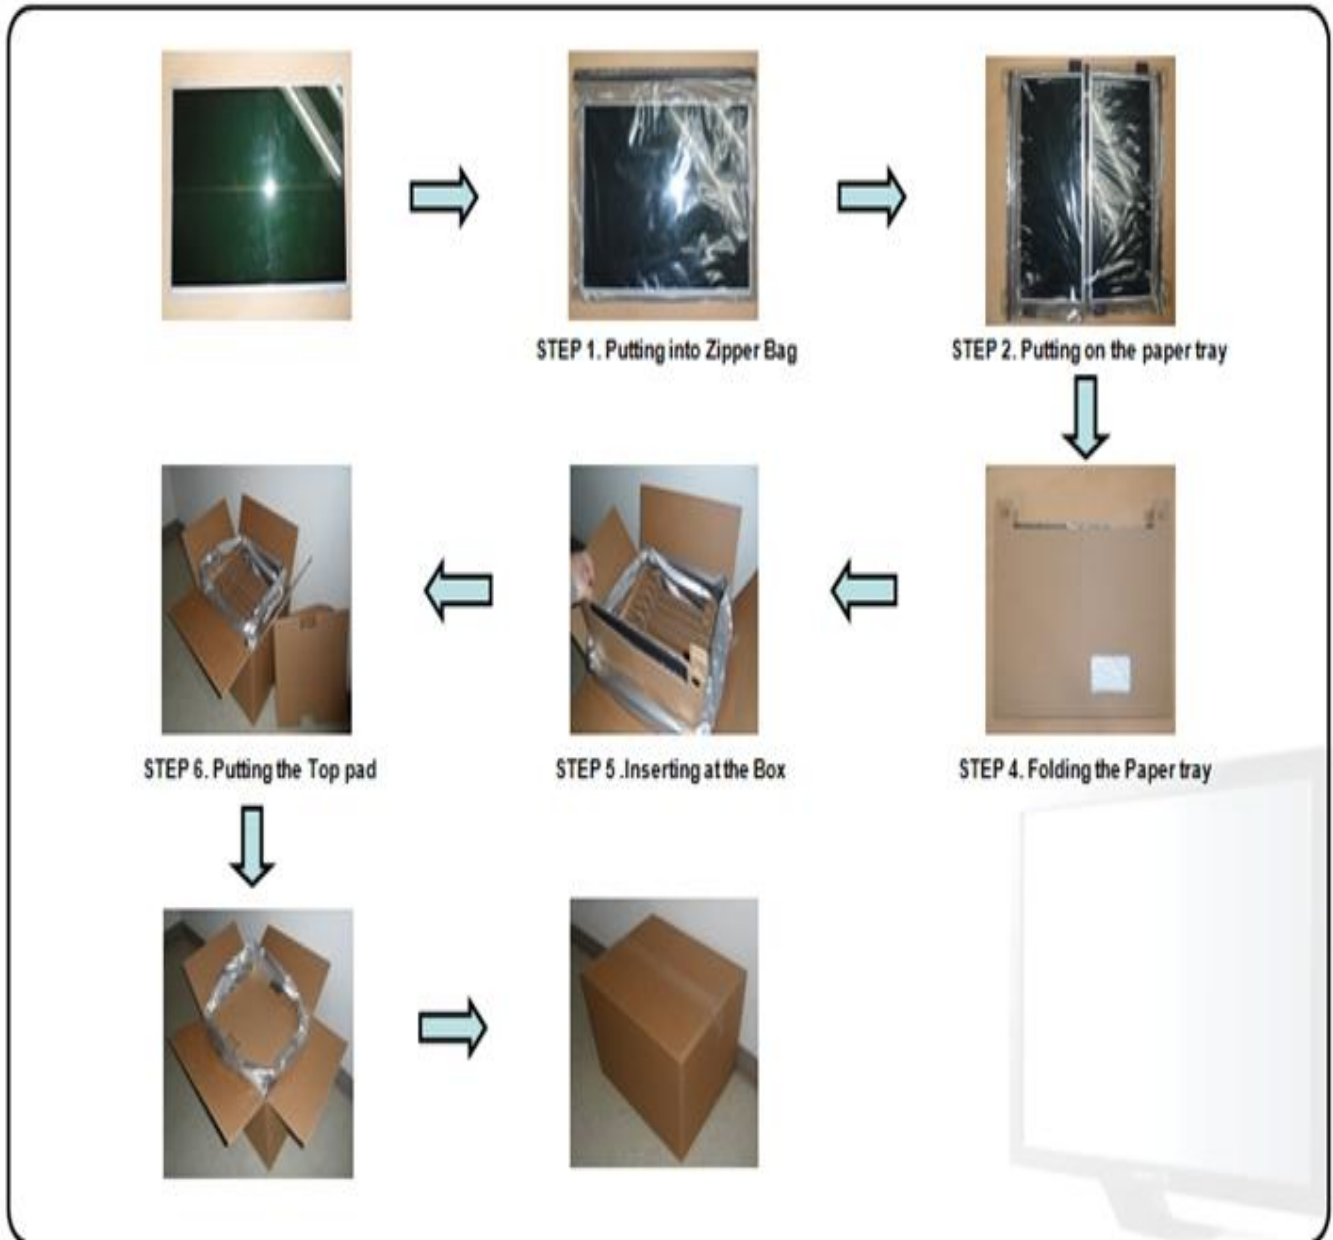 STEP 1. Putting into Zipper Bag
STEP 2. Putting on the paper tray
STEP 4. Folding the Paper tray
STEP 5 .Inserting at the Box
STEP 6. Putting the Top pad